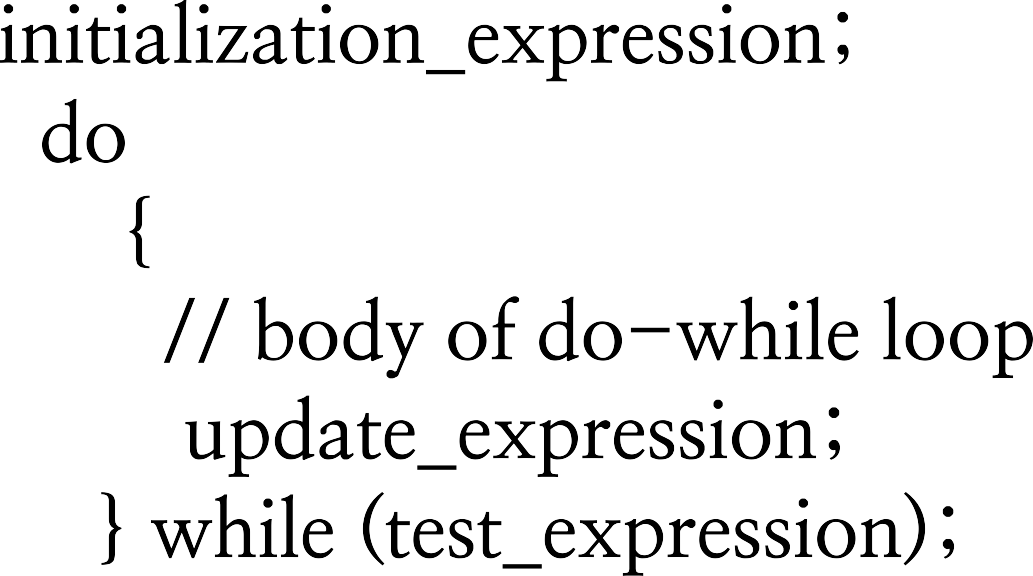 initialization_expression;
do
{
// body of do-while loop
update_expression;
} while (test_expression);